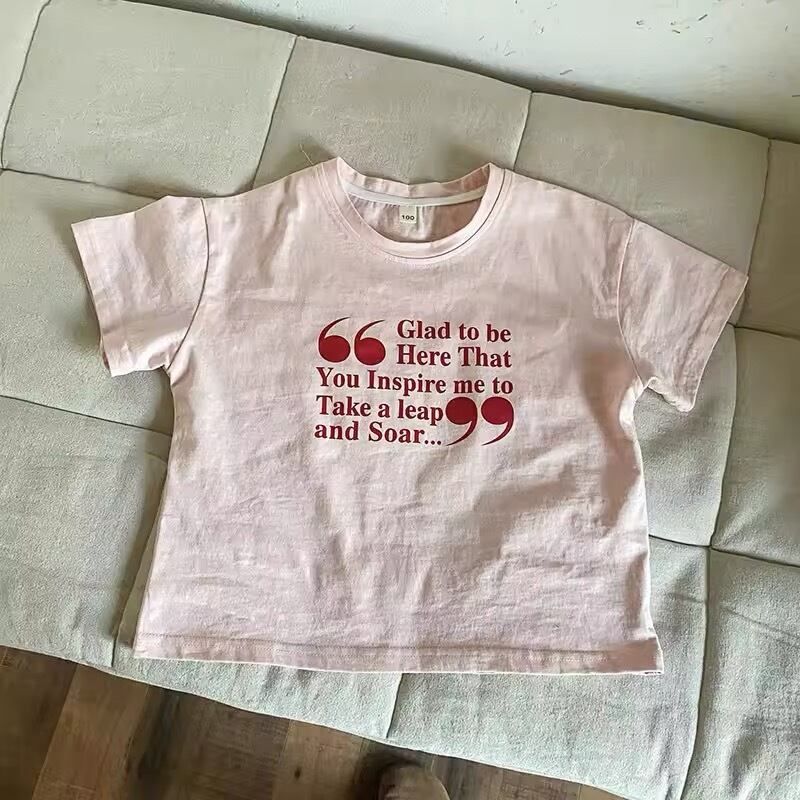 100
“ Glad to be
Here That
You Inspire me to
Take a leap
and Soar... ”